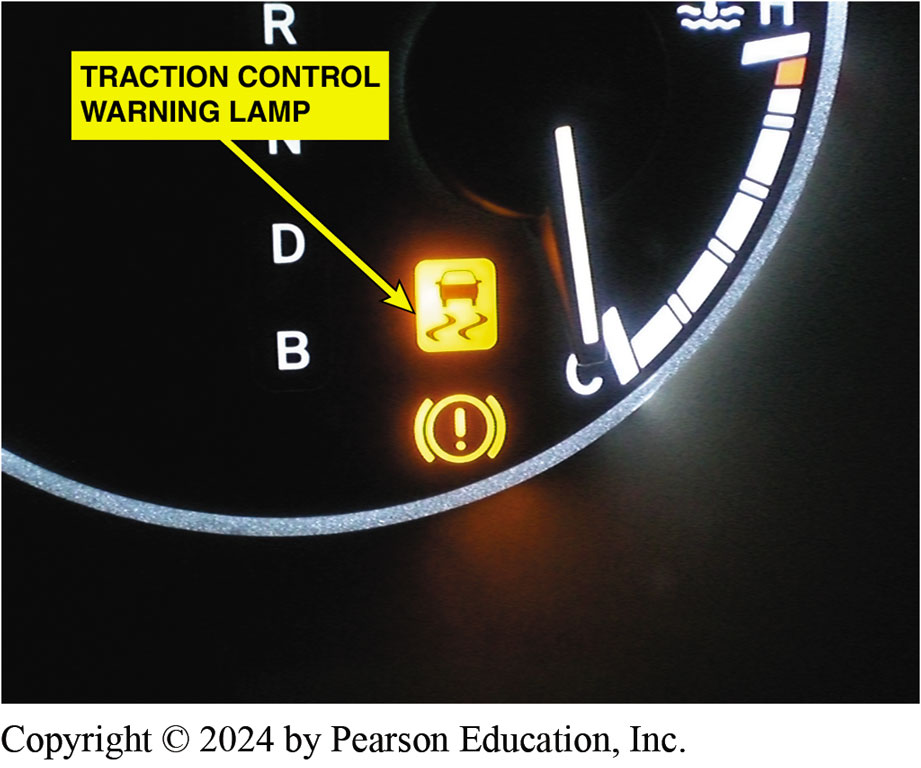 R
H
TRACTION CONTROL
WARNING LAMP
N
D
B
C
Copyright © 2024 by Pearson Education, Inc.